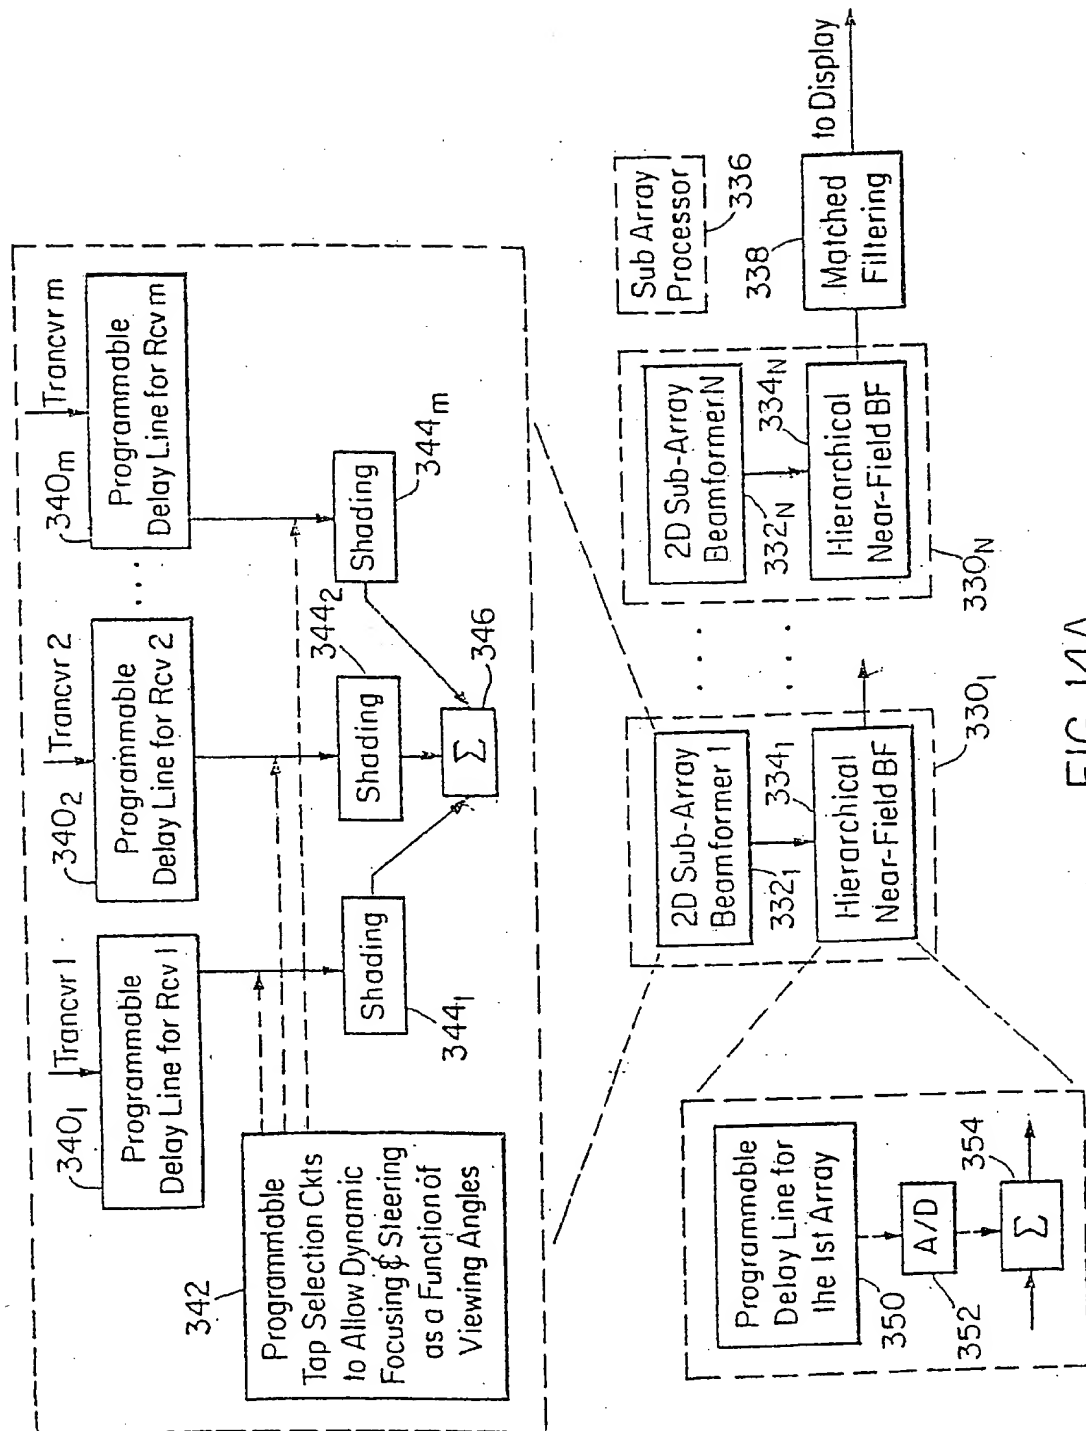 Trancvr 1
Trancvr 2
Trancvr m
340₁
340₂
340ₘ
Programmable
Delay Line for Rcv 1
Programmable
Delay Line for Rcv 2
. . .
Programmable
Delay Line for Rcv m
342
Programmable
Tap Selection Ckts
to Allow Dynamic
Focusing & Steering
as a Function of
Viewing Angles
Shading
344₁
Shading
344₂
Shading
344ₘ
Σ
346
2D Sub-Array
Beamformer 1
332₁
334₁
Hierarchical
Near-Field BF
330₁
. . .
. . .
2D Sub-Array
Beamformer N
332N
334N
Hierarchical
Near-Field BF
330N
Sub Array
Processor
336
338
Matched
Filtering
to Display
Programmable
Delay Line for
the 1st Array
350
A/D
352
Σ
354
FIG. 14A